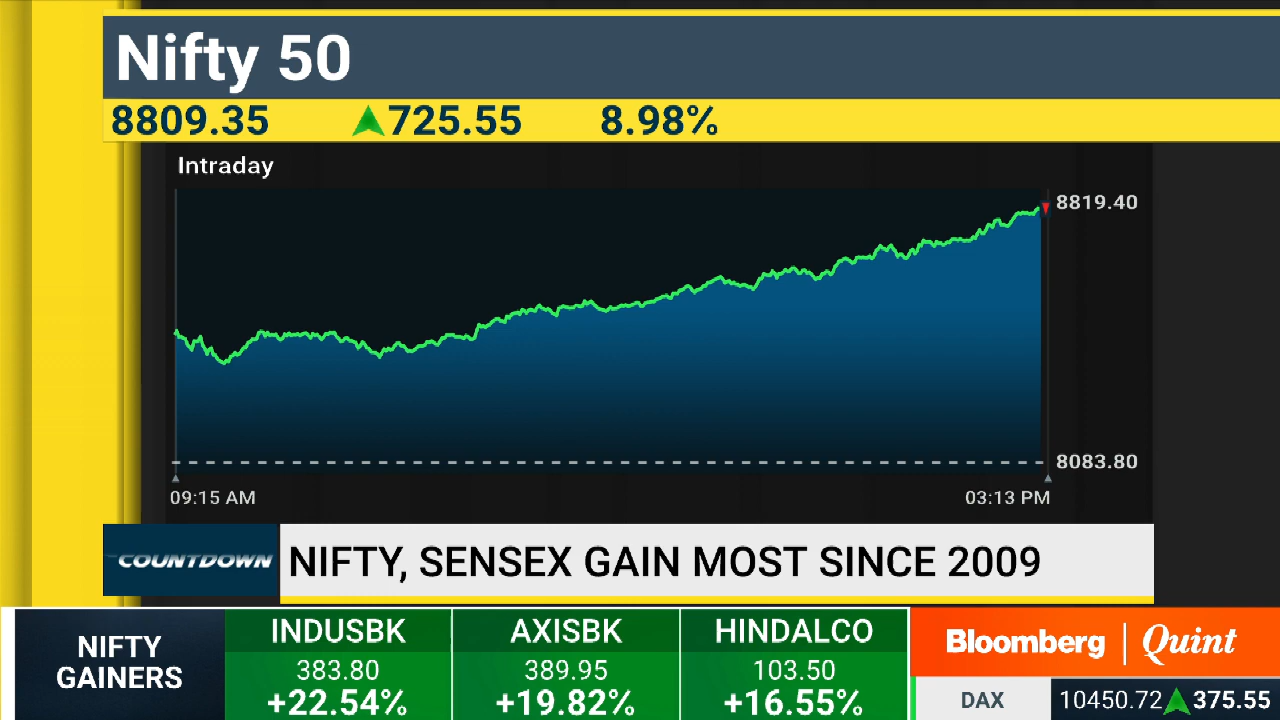 Nifty 50
8809.35 ▲725.55 8.98%
Intraday
8819.40
8083.80
09:15 AM 03:13 PM
COUNTDOWN
NIFTY, SENSEX GAIN MOST SINCE 2009
NIFTY
GAINERS
INDUSBK
383.80
+22.54%
AXISBK
389.95
+19.82%
HINDALCO
103.50
+16.55%
Bloomberg | Quint
DAX 10450.72▲375.55